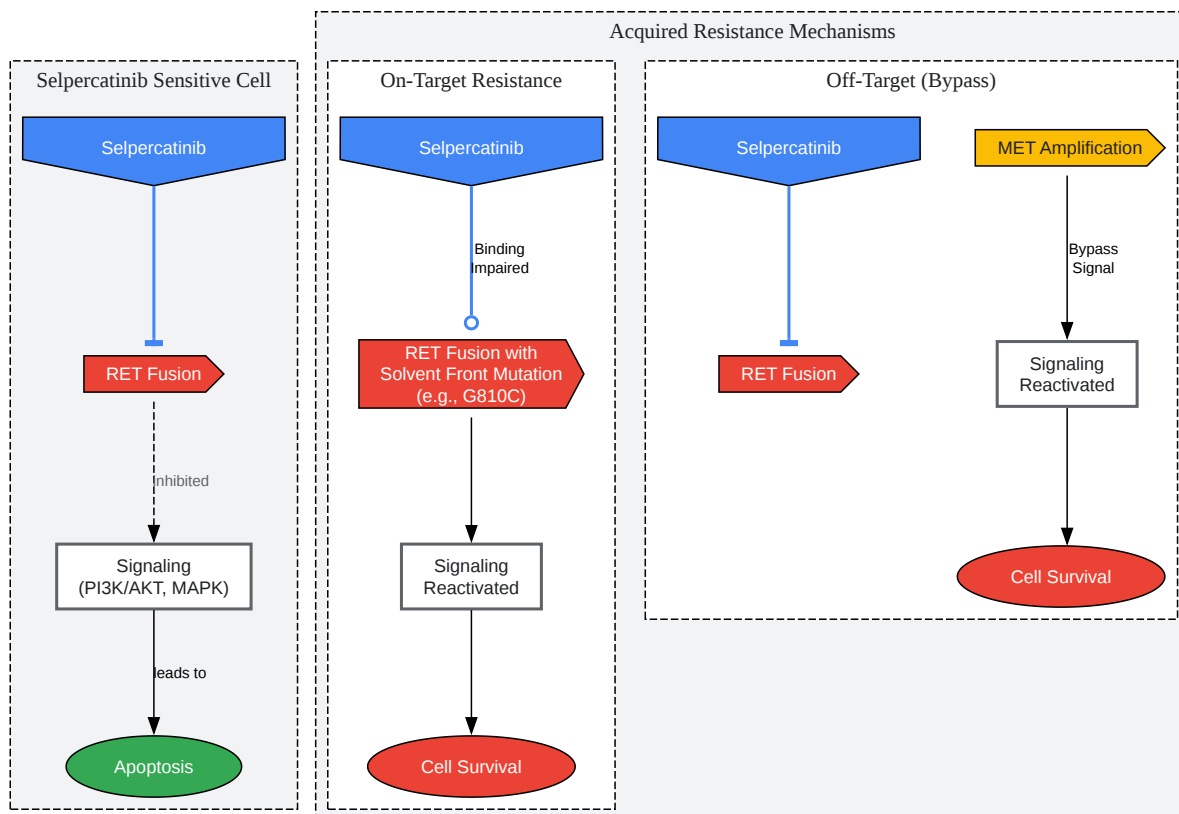 Acquired Resistance Mechanisms
Selpercatinib Sensitive Cell
Selpercatinib
RET Fusion
Inhibited
Signaling
(PI3K/AKT, MAPK)
leads to
Apoptosis
On-Target Resistance
Selpercatinib
Binding
Impaired
RET Fusion with
Solvent Front Mutation
(e.g., G810C)
Signaling
Reactivated
Cell Survival
Off-Target (Bypass)
Selpercatinib
RET Fusion
MET Amplification
Bypass
Signal
Signaling
Reactivated
Cell Survival